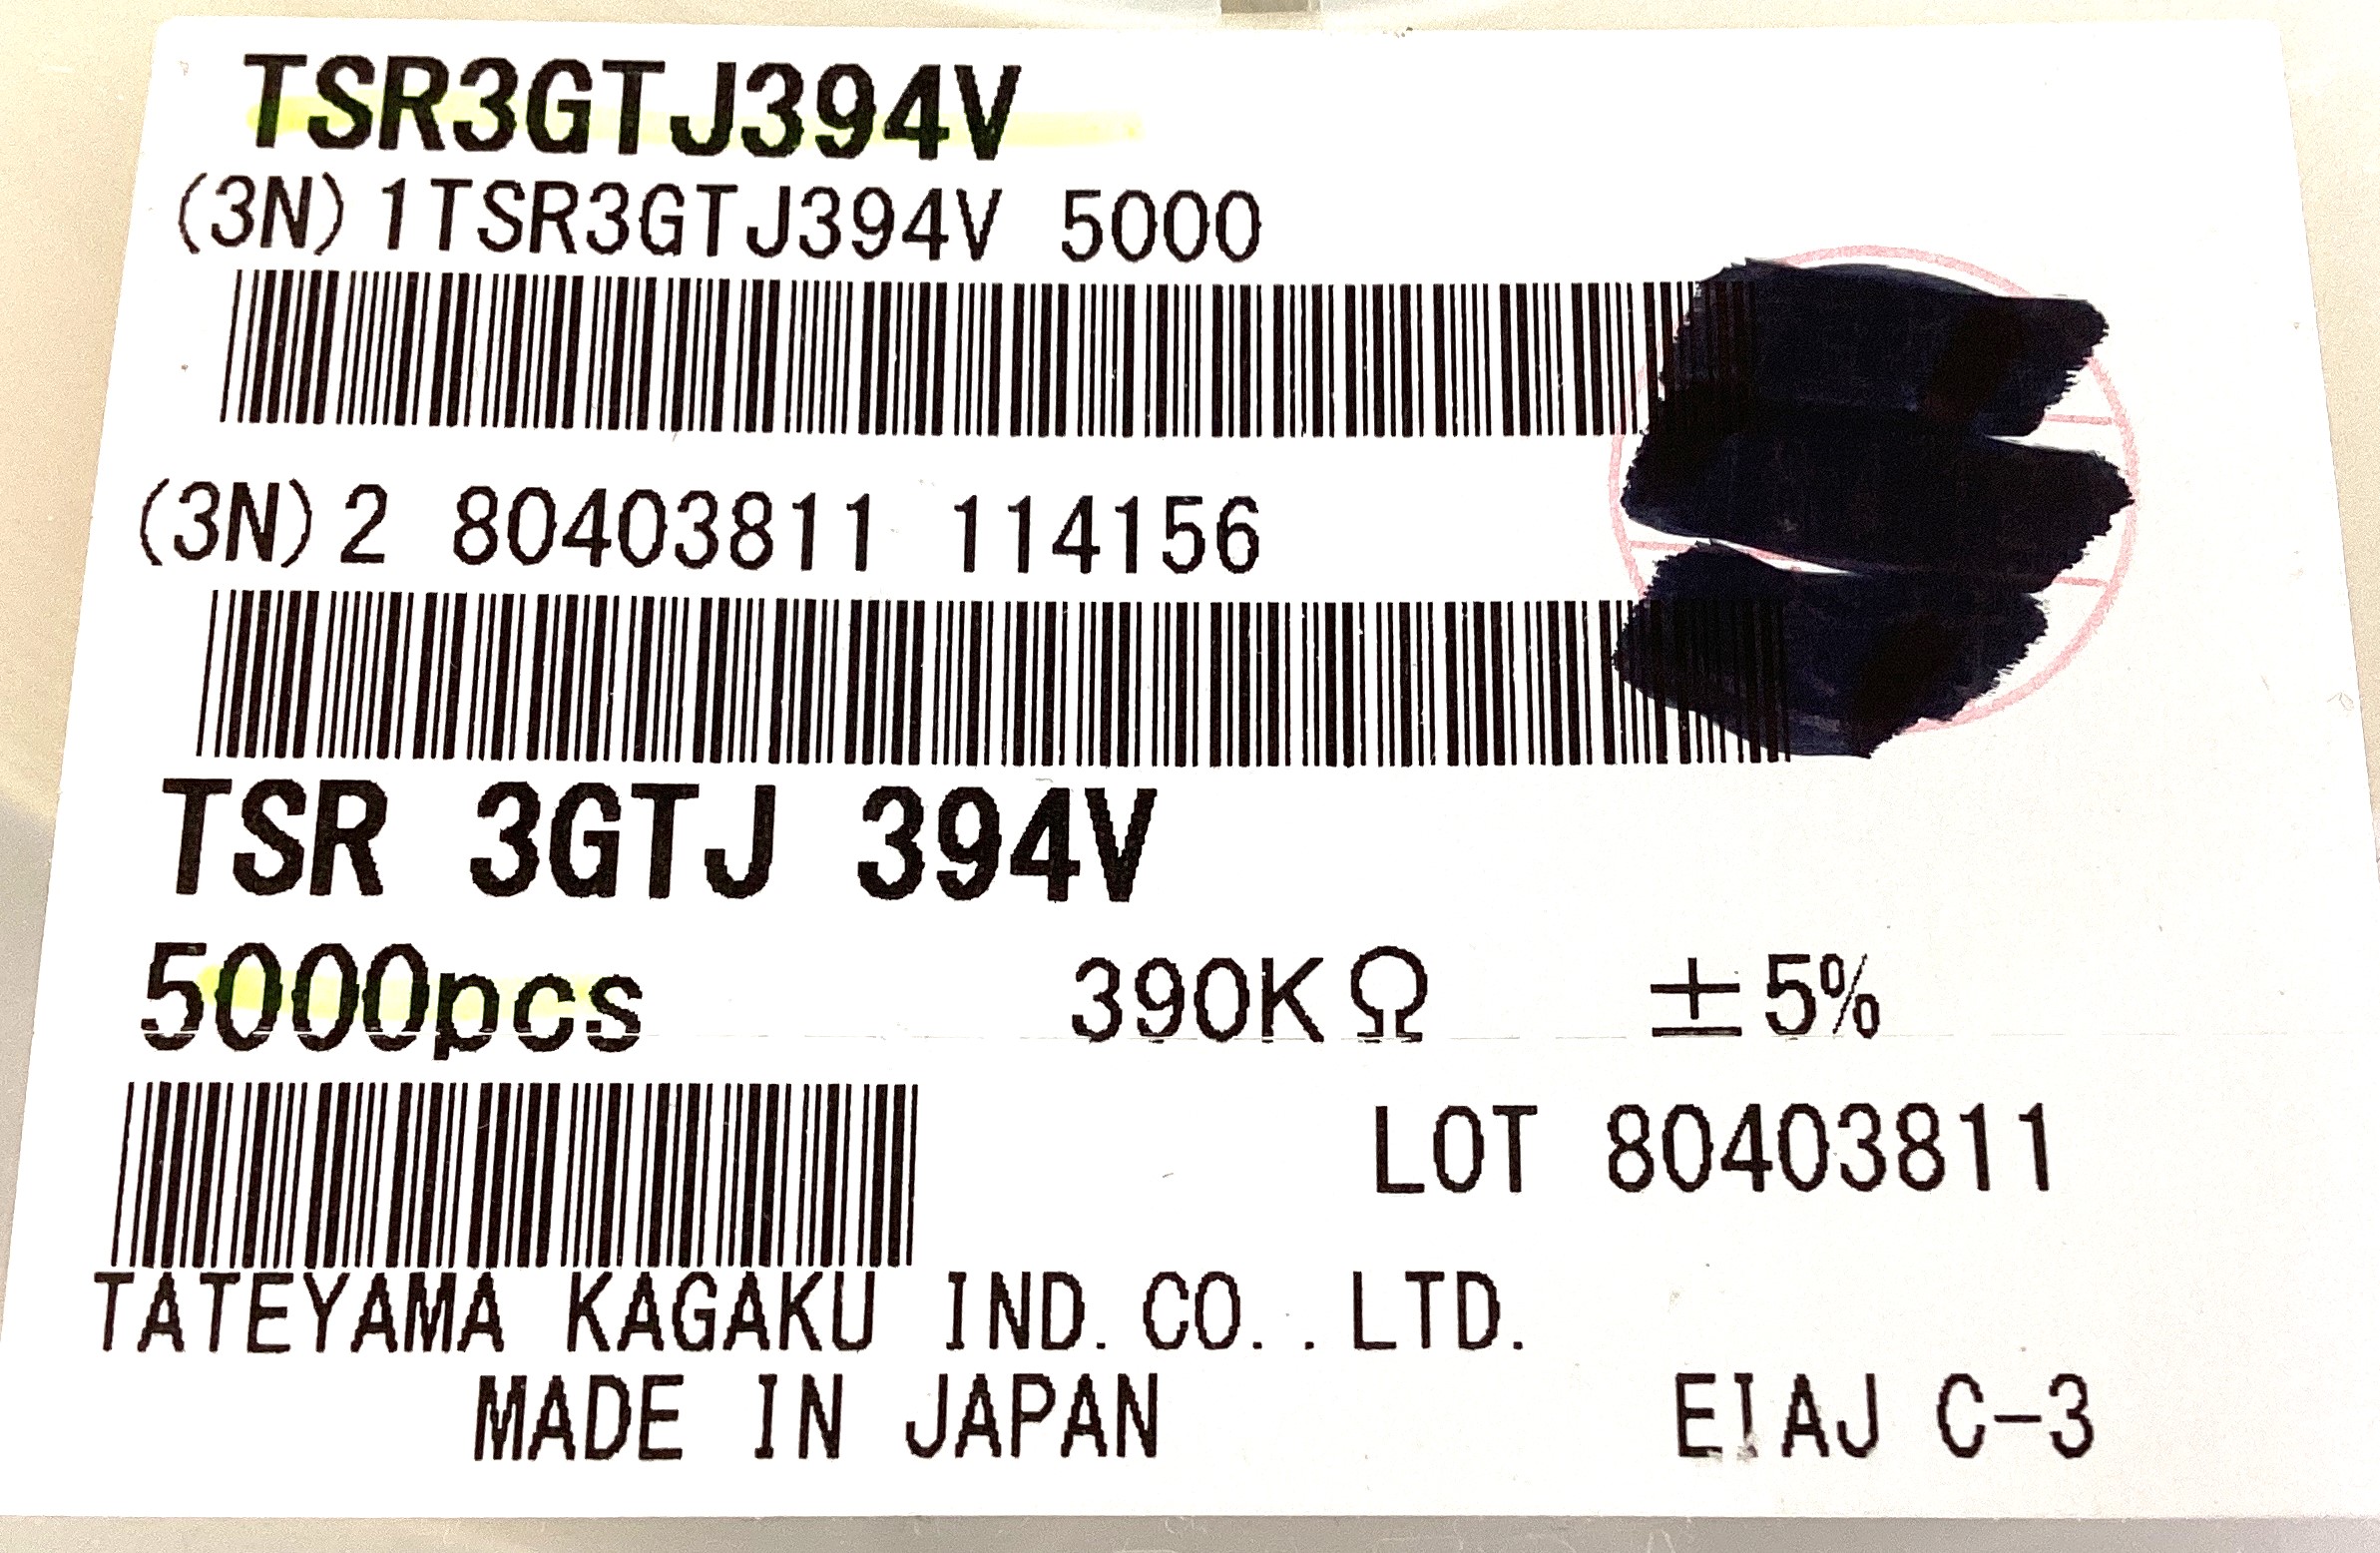 TSR3GTJ394V
(3N)1TSR3GTJ394V 5000
(3N)2 80403811 114156
TSR 3GTJ 394V
5000pcs 390KΩ ±5%
LOT 80403811
TATEYAMA KAGAKU IND.CO..LTD.
MADE IN JAPAN EIAJ C-3